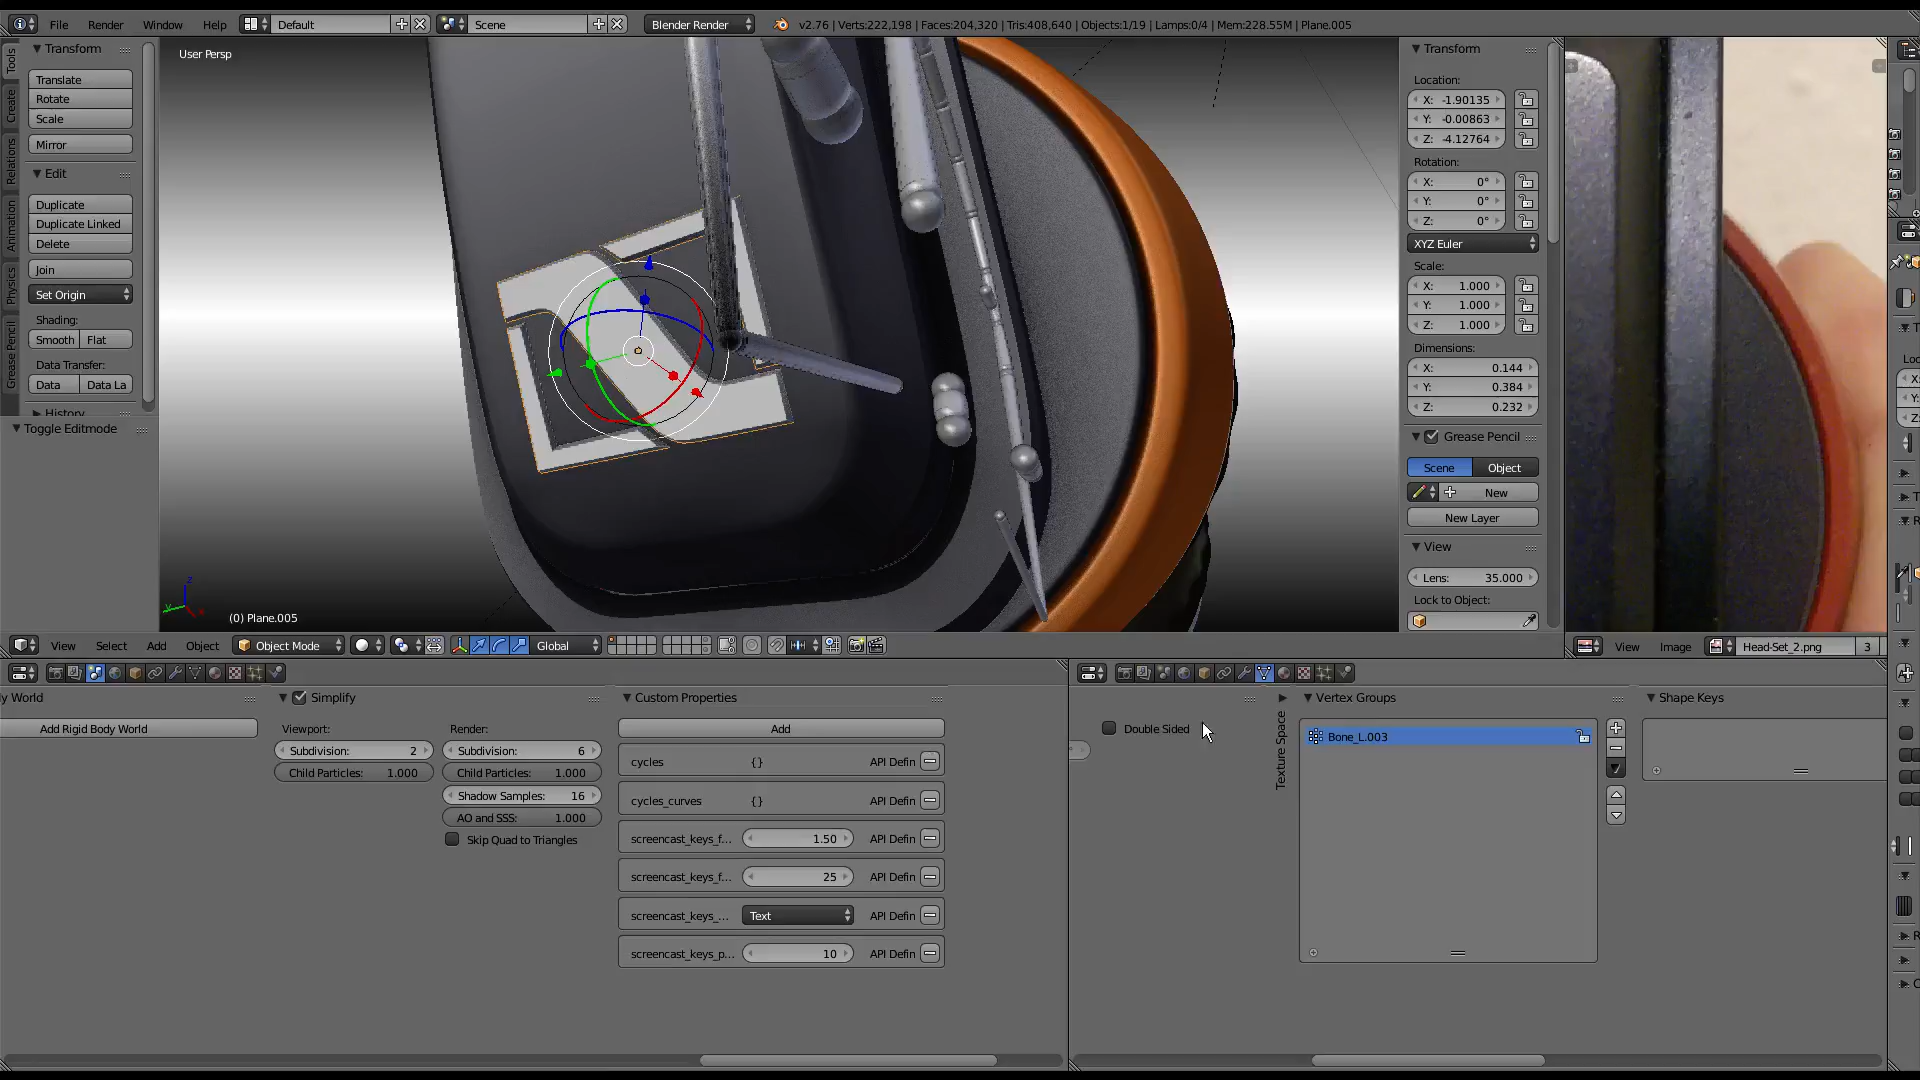 File Render Window Help Default Scene Blender Render v2.76 | Verts:222,198 | Faces:204,320 | Tris:408,640 | Objects:1/19 | Lamps:0/4 | Mem:228.55M | Plane.005
Tools
Create
Relations
Animation
Physics
Grease Pencil
Transform
Translate
Rotate
Scale
Mirror
Edit
Duplicate
Duplicate Linked
Delete
Join
Set Origin
Shading:
Smooth Flat
Data Transfer:
Data Data La
History
Toggle Editmode
User Persp
(0) Plane.005
View Select Add Object Object Mode Global
Transform
Location:
X: -1.90135
Y: -0.00863
Z: -4.12764
Rotation:
X: 0°
Y: 0°
Z: 0°
XYZ Euler
Scale:
X: 1.000
Y: 1.000
Z: 1.000
Dimensions:
X: 0.144
Y: 0.384
Z: 0.232
Grease Pencil
Scene Object
New
New Layer
View
Lens: 35.000
Lock to Object:
View Image Head-Set_2.png 3
y World
Add Rigid Body World
Simplify
Viewport: Render:
Subdivision: 2 Subdivision: 6
Child Particles: 1.000 Child Particles: 1.000
Shadow Samples: 16
AO and SSS: 1.000
Skip Quad to Triangles
Custom Properties
Add
cycles {} API Defin
cycles_curves {} API Defin
screencast_keys_f... 1.50 API Defin
screencast_keys_f... 25 API Defin
screencast_keys_... Text API Defin
screencast_keys_p... 10 API Defin
Double Sided
Texture Space
Vertex Groups
Bone_L.003
Shape Keys